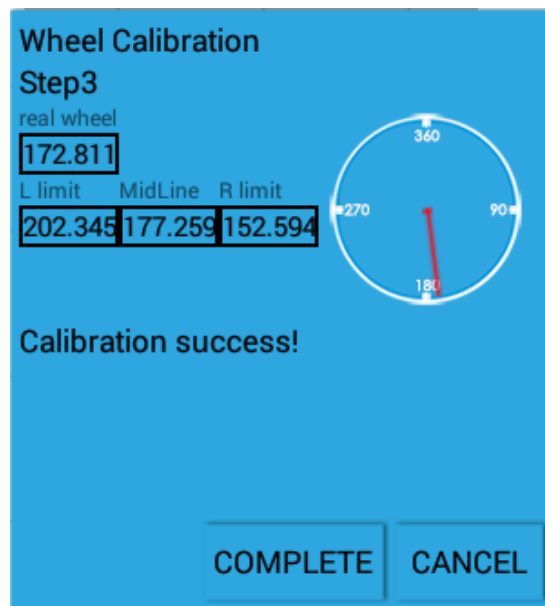 Wheel Calibration
Step3
real wheel
172.811
L limit MidLine R limit
202.345 177.259 152.594
360
270 90
180
Calibration success!
COMPLETE CANCEL